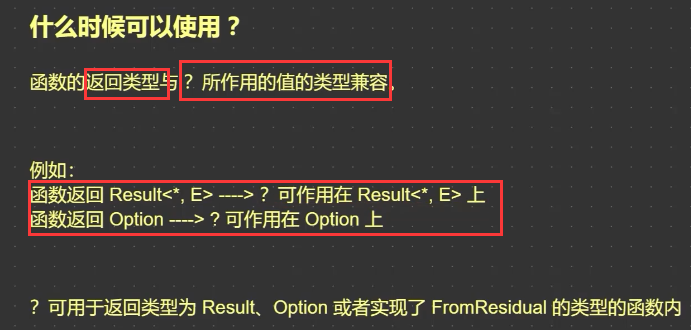 什么时候可以使用？
函数的返回类型与 ？所作用的值的类型兼容。
例如：
函数返回 Result<*, E> ----> ？可作用在 Result<*, E> 上
函数返回 Option ----> ? 可作用在 Option 上
？可用于返回类型为 Result、Option 或者实现了 FromResidual 的类型的函数内